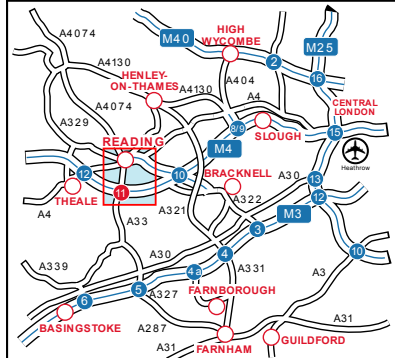 A4074
M40
HIGH
WYCOMBE
M25
A4130
HENLEY-
ON-THAMES
A4130
A404
2
16
A4074
A4
CENTRAL
LONDON
A329
8/9
SLOUGH
15
READING
M4
Heathrow
12
10
BRACKNELL
A30
13
THEALE
11
A321
A322
12
A4
A33
M3
3
A30
4
10
A339
4a
A331
A3
5
A327
FARNBOROUGH
6
BASINGSTOKE
A287
GUILDFORD
A31
FARNHAM
A31
A31